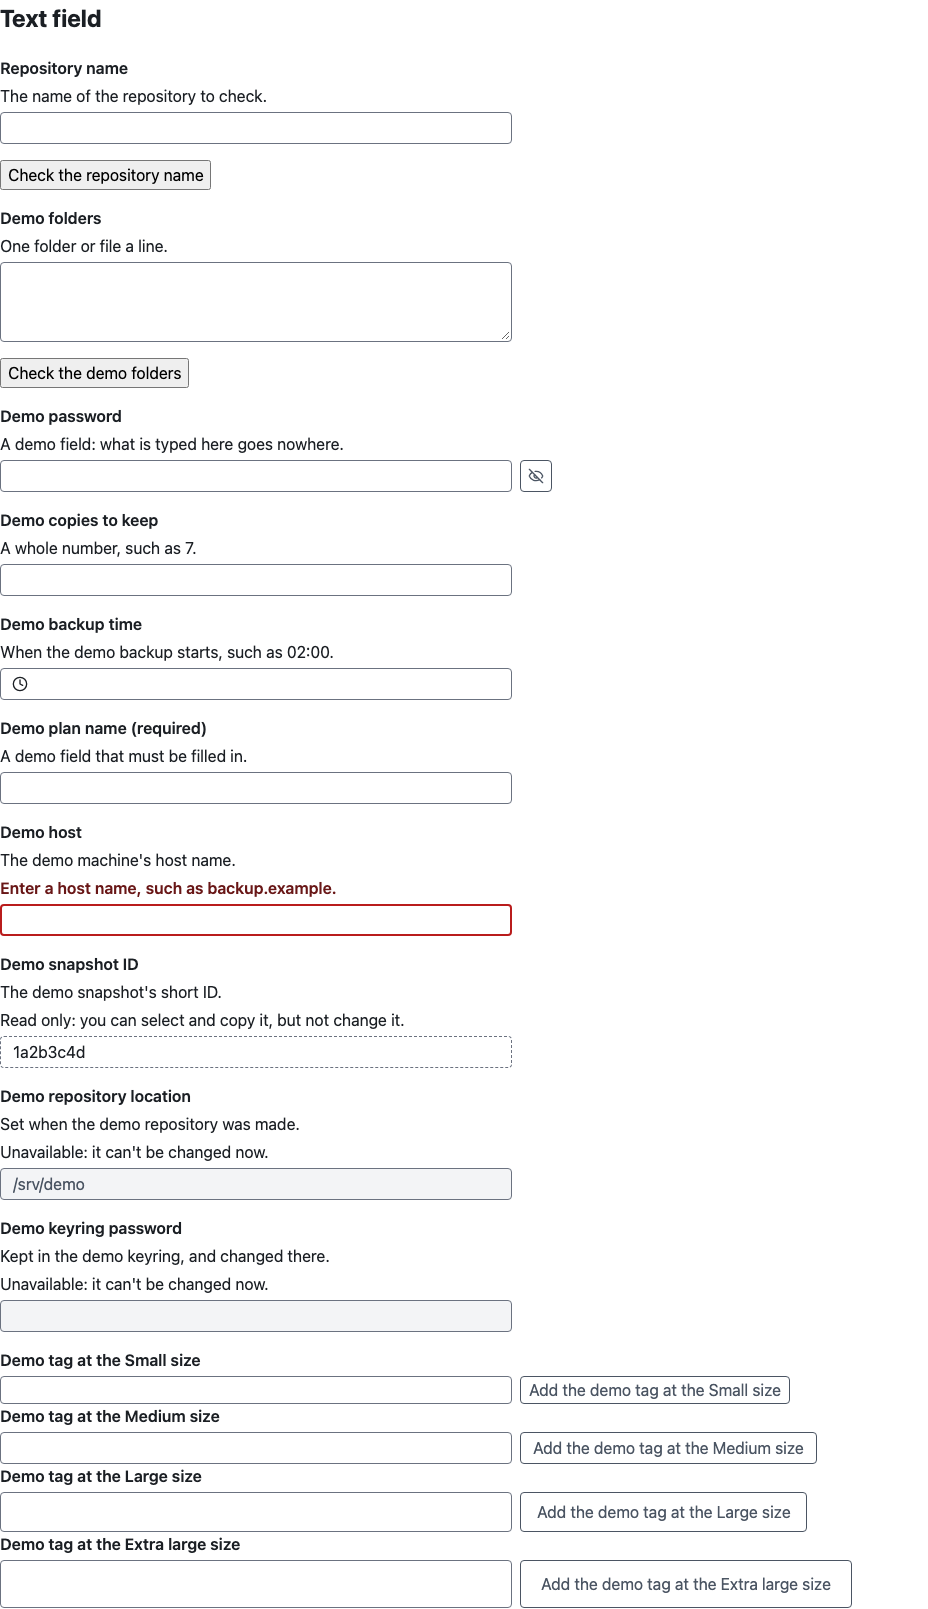 Text field
Repository name
The name of the repository to check.
Check the repository name
Demo folders
One folder or file a line.
Check the demo folders
Demo password
A demo field: what is typed here goes nowhere.
Demo copies to keep
A whole number, such as 7.
Demo backup time
When the demo backup starts, such as 02:00.
Demo plan name (required)
A demo field that must be filled in.
Demo host
The demo machine's host name.
Enter a host name, such as backup.example.
Demo snapshot ID
The demo snapshot's short ID.
Read only: you can select and copy it, but not change it.
1a2b3c4d
Demo repository location
Set when the demo repository was made.
Unavailable: it can't be changed now.
/srv/demo
Demo keyring password
Kept in the demo keyring, and changed there.
Unavailable: it can't be changed now.
Demo tag at the Small size
Add the demo tag at the Small size
Demo tag at the Medium size
Add the demo tag at the Medium size
Demo tag at the Large size
Add the demo tag at the Large size
Demo tag at the Extra large size
Add the demo tag at the Extra large size